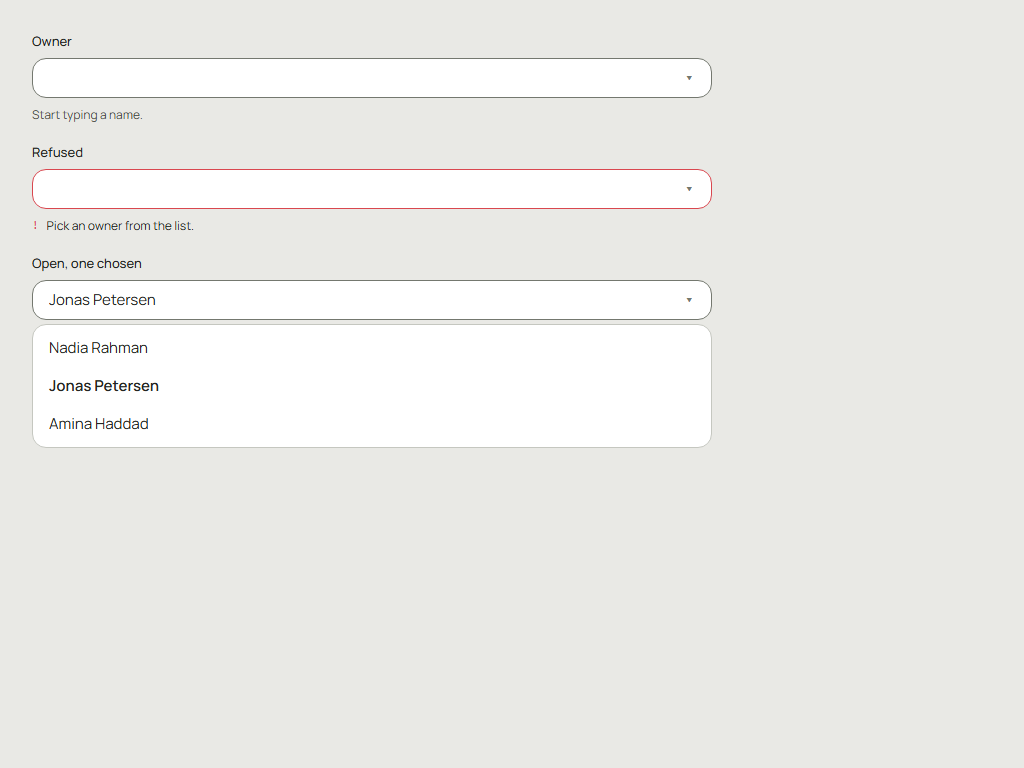 Owner
Start typing a name.
Refused
! Pick an owner from the list.
Open, one chosen
Jonas Petersen
Nadia Rahman
Jonas Petersen
Amina Haddad